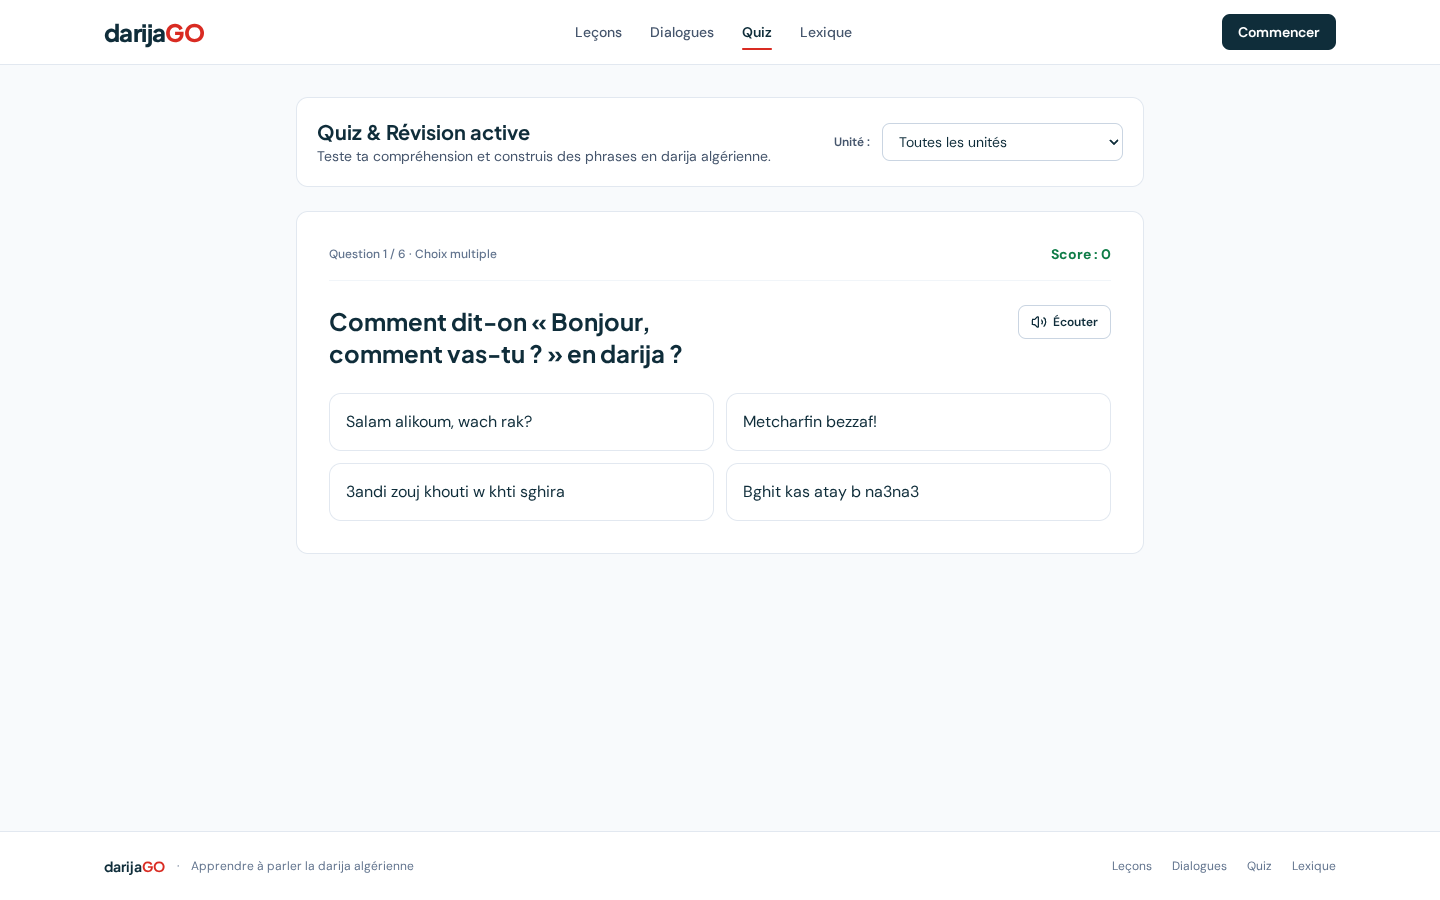 darijaGO
Leçons
Dialogues
Quiz
Lexique
Commencer
Quiz & Révision active
Teste ta compréhension et construis des phrases en darija algérienne.
Unité :
Toutes les unités
Question 1 / 6 · Choix multiple
Score : 0
Comment dit-on « Bonjour,
comment vas-tu ? » en darija ?
Écouter
Salam alikoum, wach rak?
Metcharfin bezzaf!
3andi zouj khouti w khti sghira
Bghit kas atay b na3na3
darijaGO · Apprendre à parler la darija algérienne
Leçons
Dialogues
Quiz
Lexique